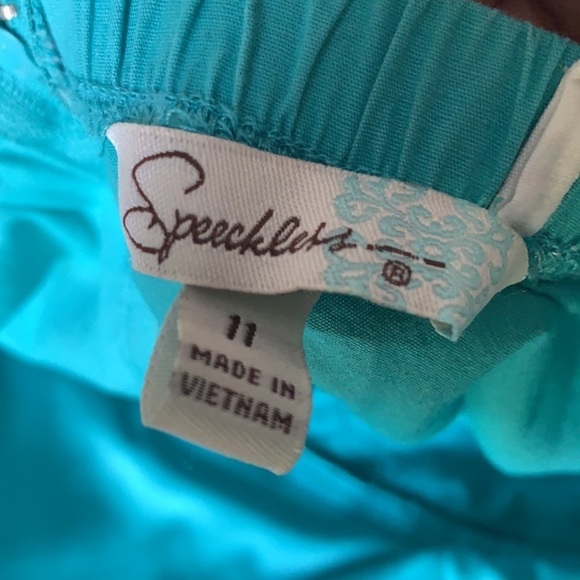 Speechless
®
11
MADE IN
VIETNAM